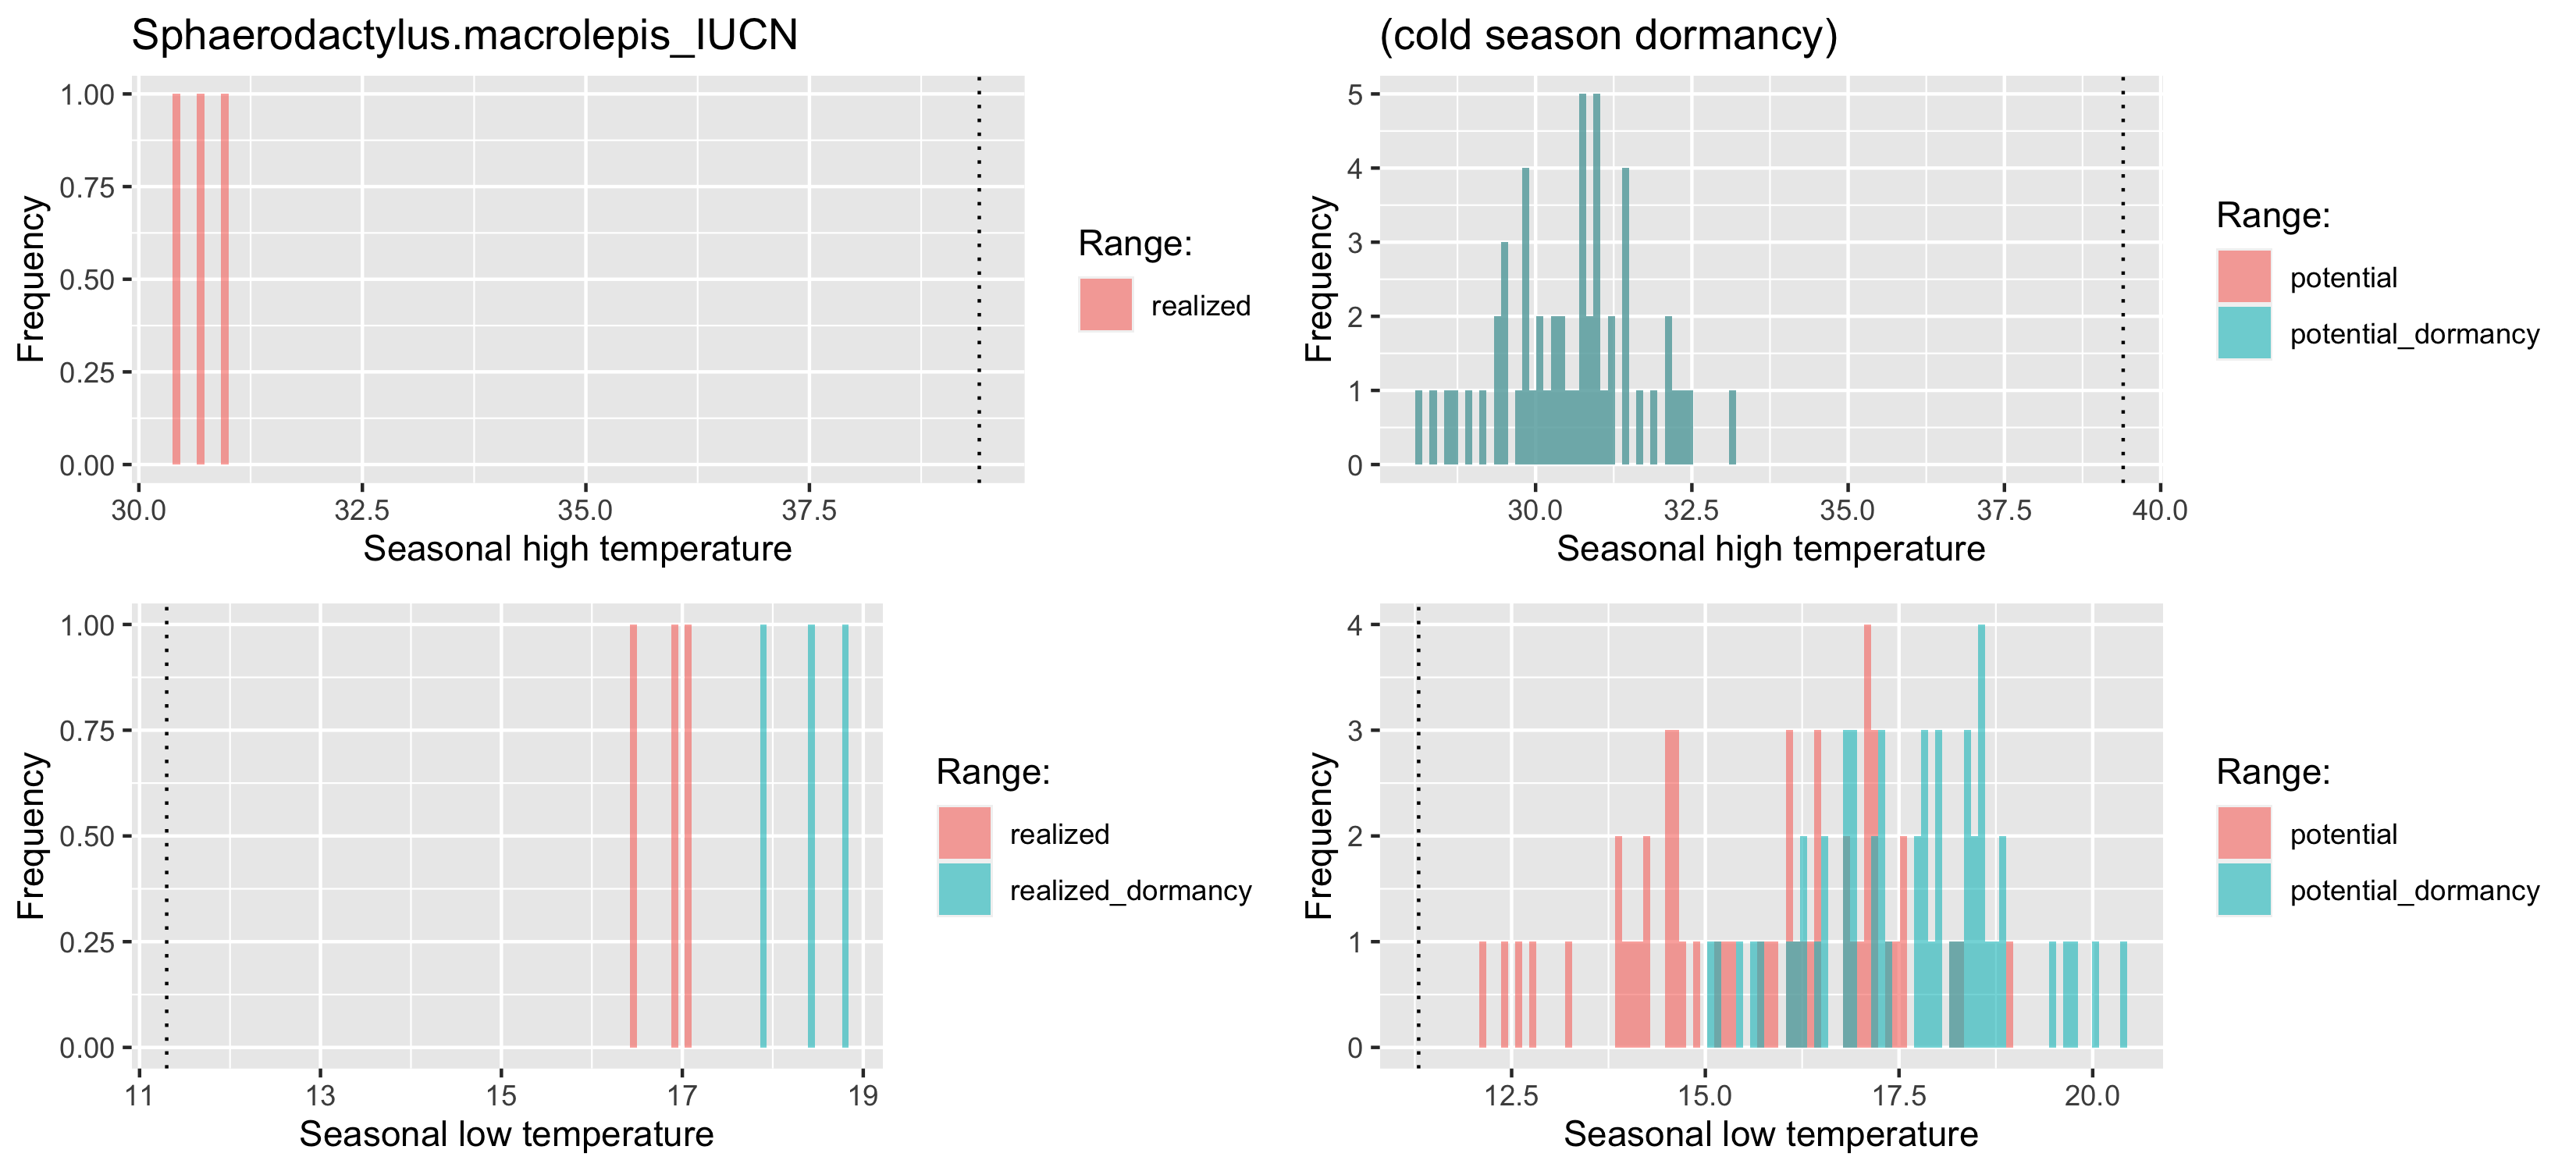 Sphaerodactylus.macrolepis_IUCN
1.00
0.75
0.50
0.25
0.00
Frequency
30.0 32.5 35.0 37.5
Seasonal high temperature
Range:
realized
(cold season dormancy)
5
4
3
2
1
0
Frequency
30.0 32.5 35.0 37.5 40.0
Seasonal high temperature
Range:
potential
potential_dormancy
1.00
0.75
0.50
0.25
0.00
Frequency
11 13 15 17 19
Seasonal low temperature
Range:
realized
realized_dormancy
4
3
2
1
0
Frequency
12.5 15.0 17.5 20.0
Seasonal low temperature
Range:
potential
potential_dormancy